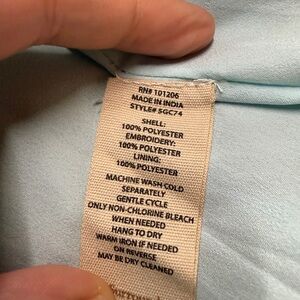 RN# 101206
MADE IN INDIA
STYLE# SGC74
SHELL:
100% POLYESTER
EMBROIDERY:
100% POLYESTER
LINING:
100% POLYESTER
MACHINE WASH COLD
SEPARATELY
GENTLE CYCLE
ONLY NON-CHLORINE BLEACH
WHEN NEEDED
HANG TO DRY
WARM IRON IF NEEDED
ON REVERSE
MAY BE DRY CLEANED